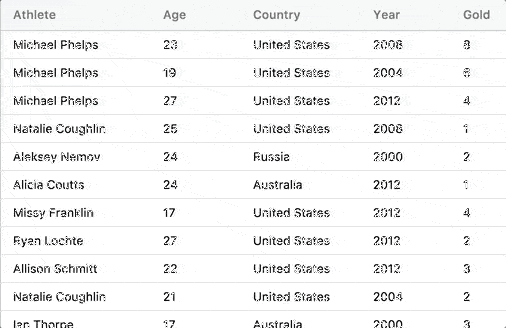 Athlete Age Country Year Gold
Michael Phelps 23 United States 2008 8
Michael Phelps 19 United States 2004 6
Michael Phelps 27 United States 2012 4
Natalie Coughlin 25 United States 2008 1
Aleksey Nemov 24 Russia 2000 2
Alicia Coutts 24 Australia 2012 1
Missy Franklin 17 United States 2012 4
Ryan Lochte 27 United States 2012 2
Allison Schmitt 22 United States 2012 3
Natalie Coughlin 21 United States 2004 2
Ian Thorpe 17 Australia 2000 3